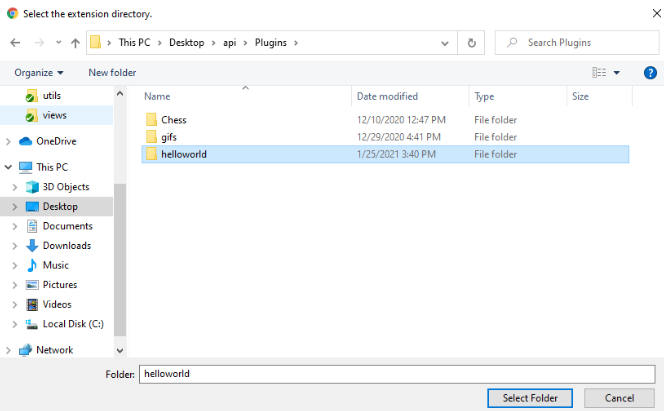 Select the extension directory.
This PC > Desktop > api > Plugins >
Search Plugins
Organize
New folder
utils
views
OneDrive
This PC
3D Objects
Desktop
Documents
Downloads
Music
Pictures
Videos
Local Disk (C:)
Network
Name Date modified Type Size
Chess 12/10/2020 12:47 PM File folder
gifs 12/29/2020 4:41 PM File folder
helloworld 1/25/2021 3:40 PM File folder
Folder: helloworld
Select Folder Cancel